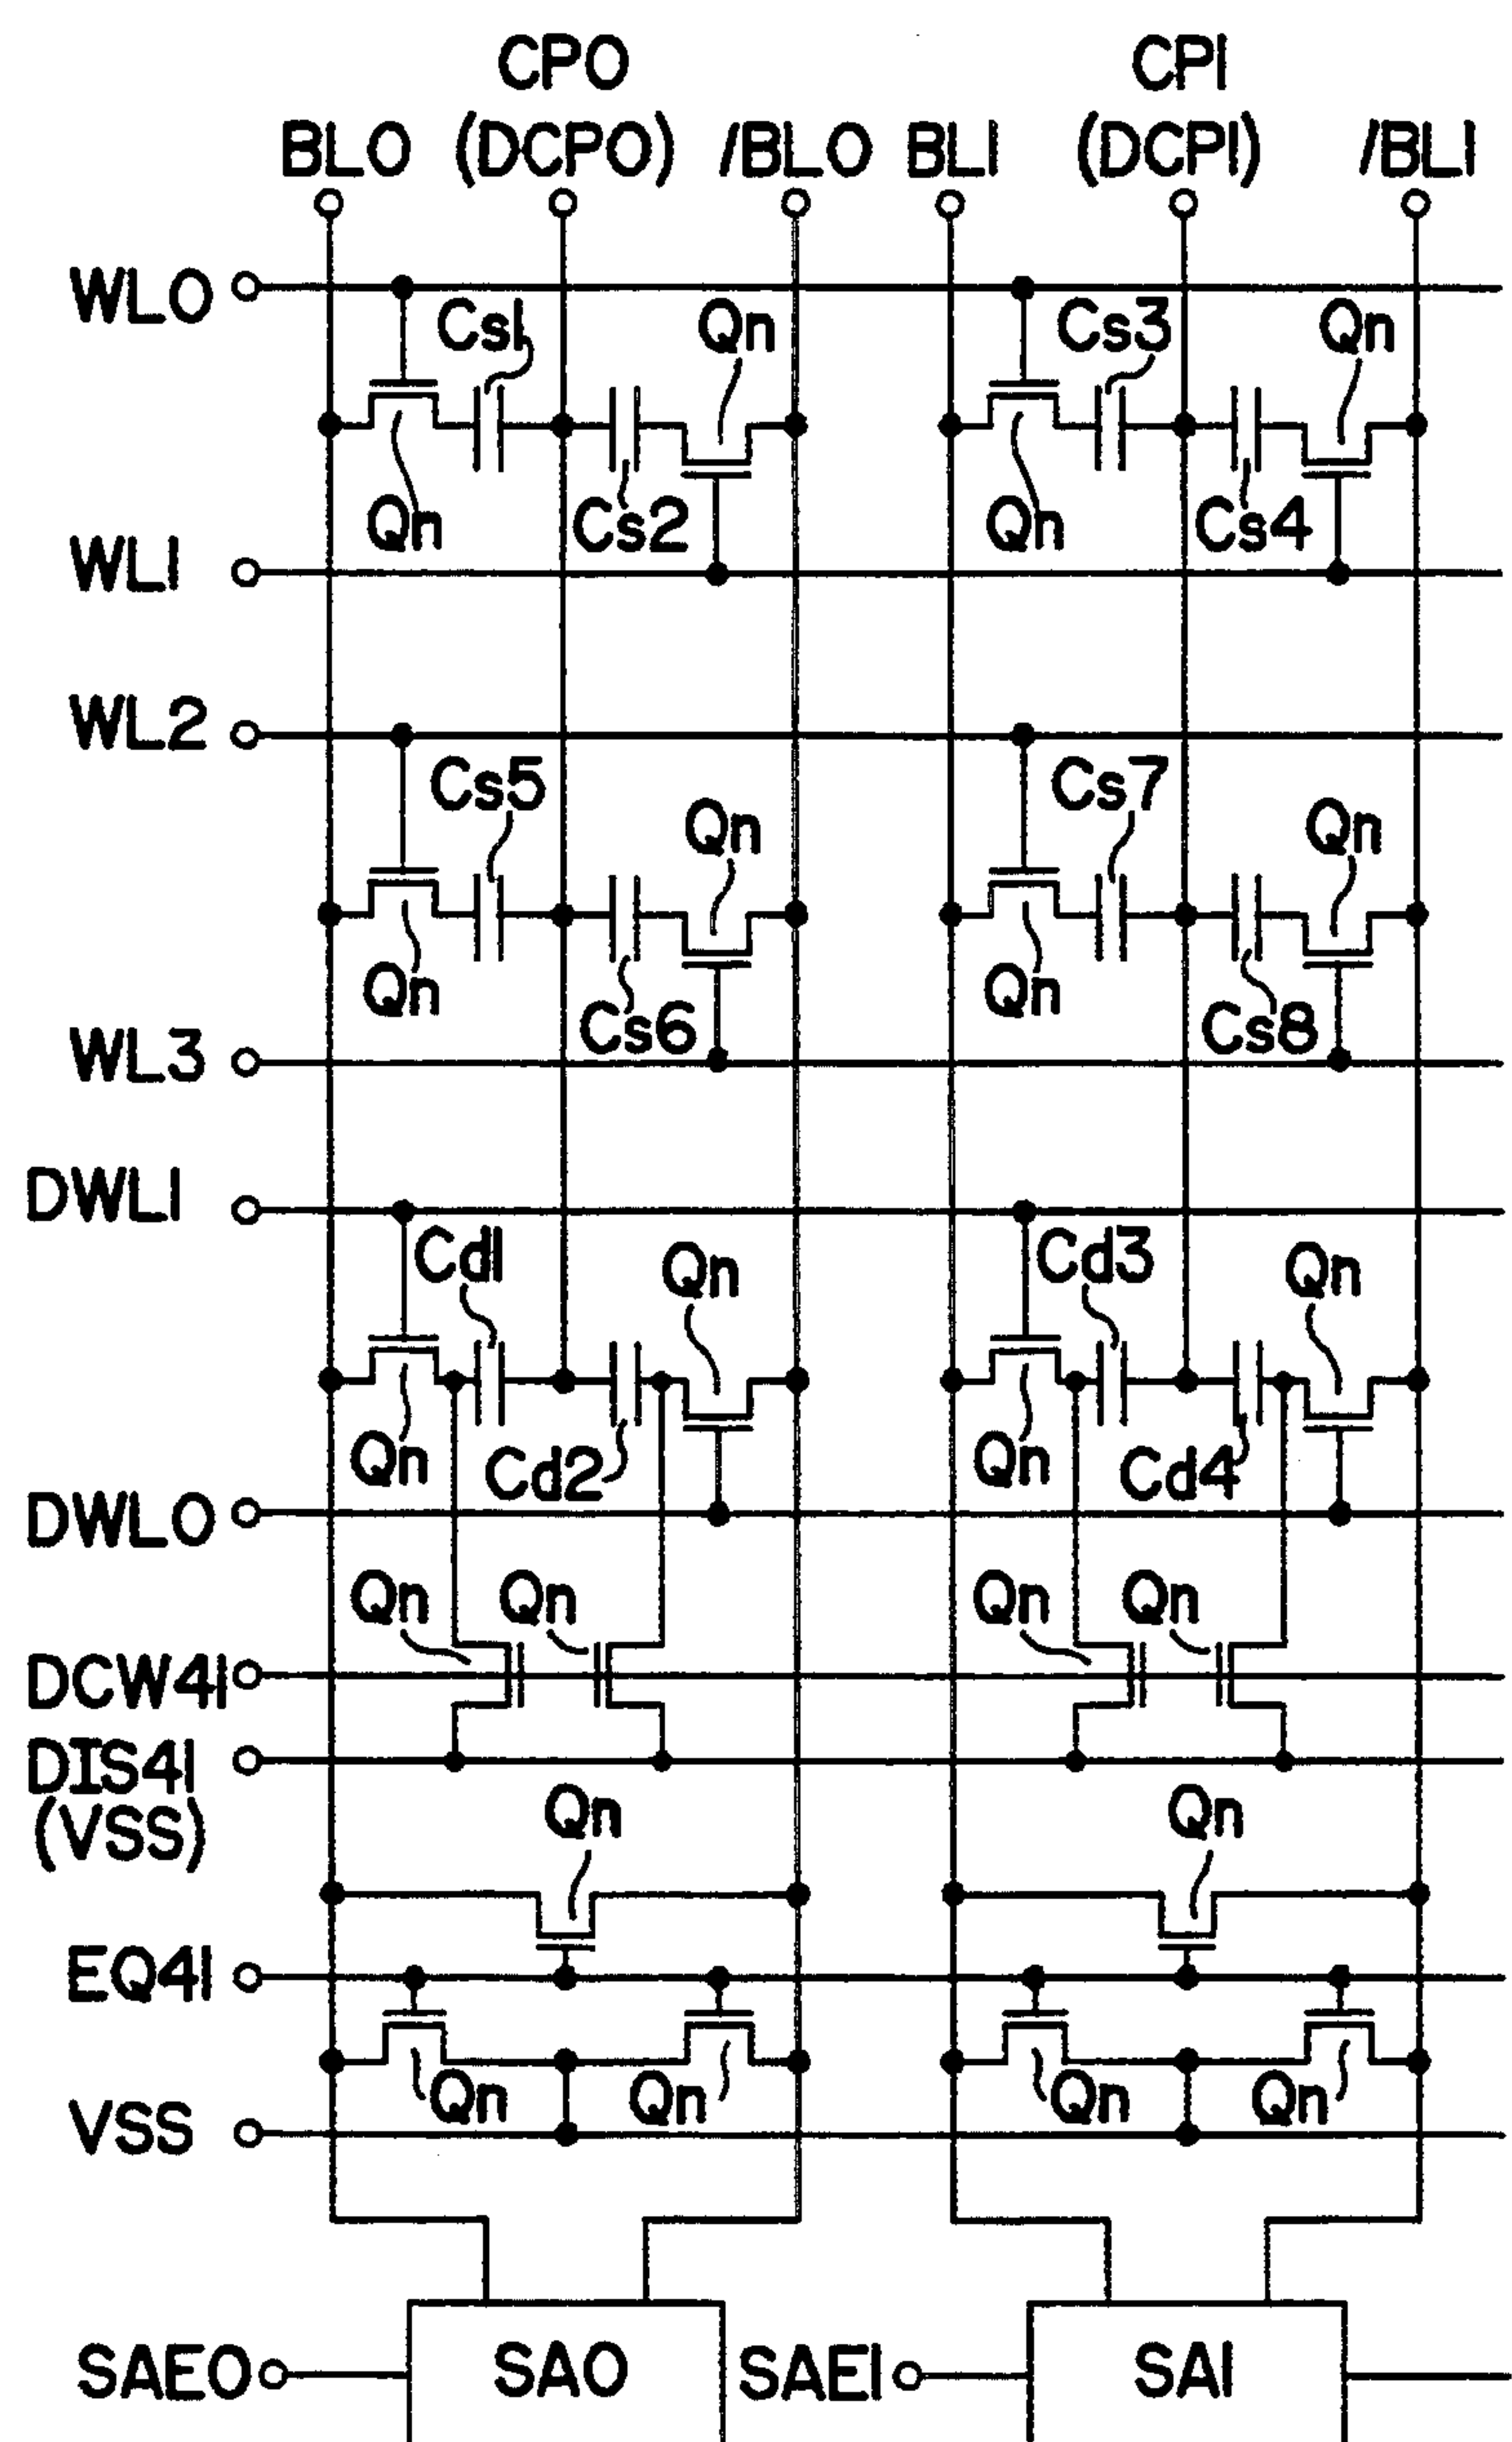 CP0 CP1
BL0 (DCP0) /BL0 BL1 (DCP1) /BL1
WL0
Cs1 Qn Cs3 Qn
Qn Cs2 Qn Cs4
WL1
WL2
Cs5 Qn Cs7 Qn
Qn Cs6 Qn Cs8
WL3
DWL1
Cd1 Qn Cd3 Qn
Qn Cd2 Qn Cd4
DWL0
Qn Qn Qn Qn
DCW41
DIS41
(VSS) Qn Qn
EQ41
Qn Qn Qn Qn
VSS
SAE0 SA0 SAE1 SA1